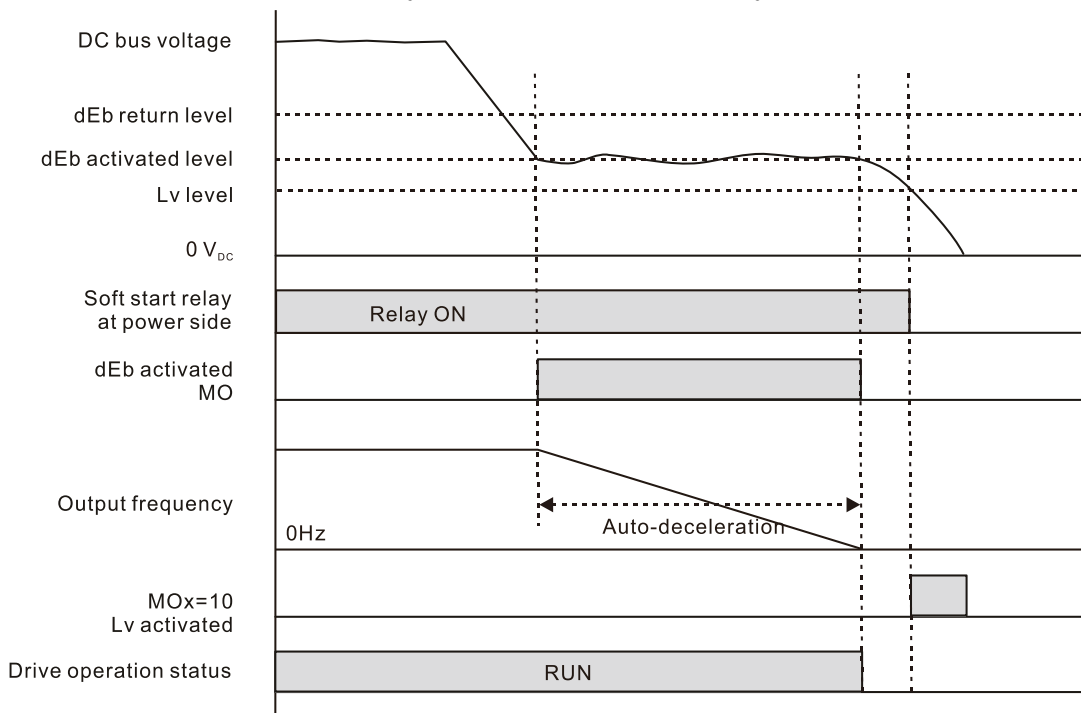 DC bus voltage
dEb return level
dEb activated level
Lv level
0 VDC
Soft start relay
at power side
Relay ON
dEb activated
MO
Output frequency
0Hz
Auto-deceleration
MOx=10
Lv activated
Drive operation status
RUN